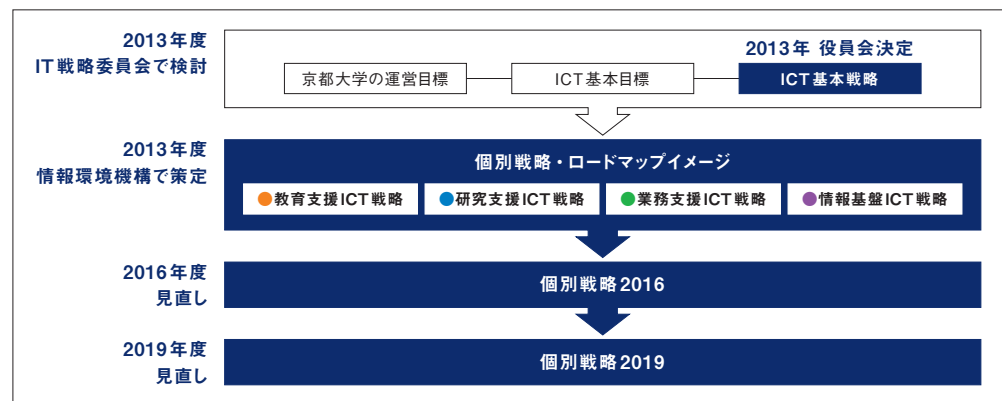 2013年度
IT戦略委員会で検討
2013年 役員会決定
京都大学の運営目標
ICT基本目標
ICT基本戦略
2013年度
情報環境機構で策定
個別戦略・ロードマップイメージ
●教育支援ICT戦略
●研究支援ICT戦略
●業務支援ICT戦略
●情報基盤ICT戦略
2016年度
見直し
個別戦略2016
2019年度
見直し
個別戦略2019